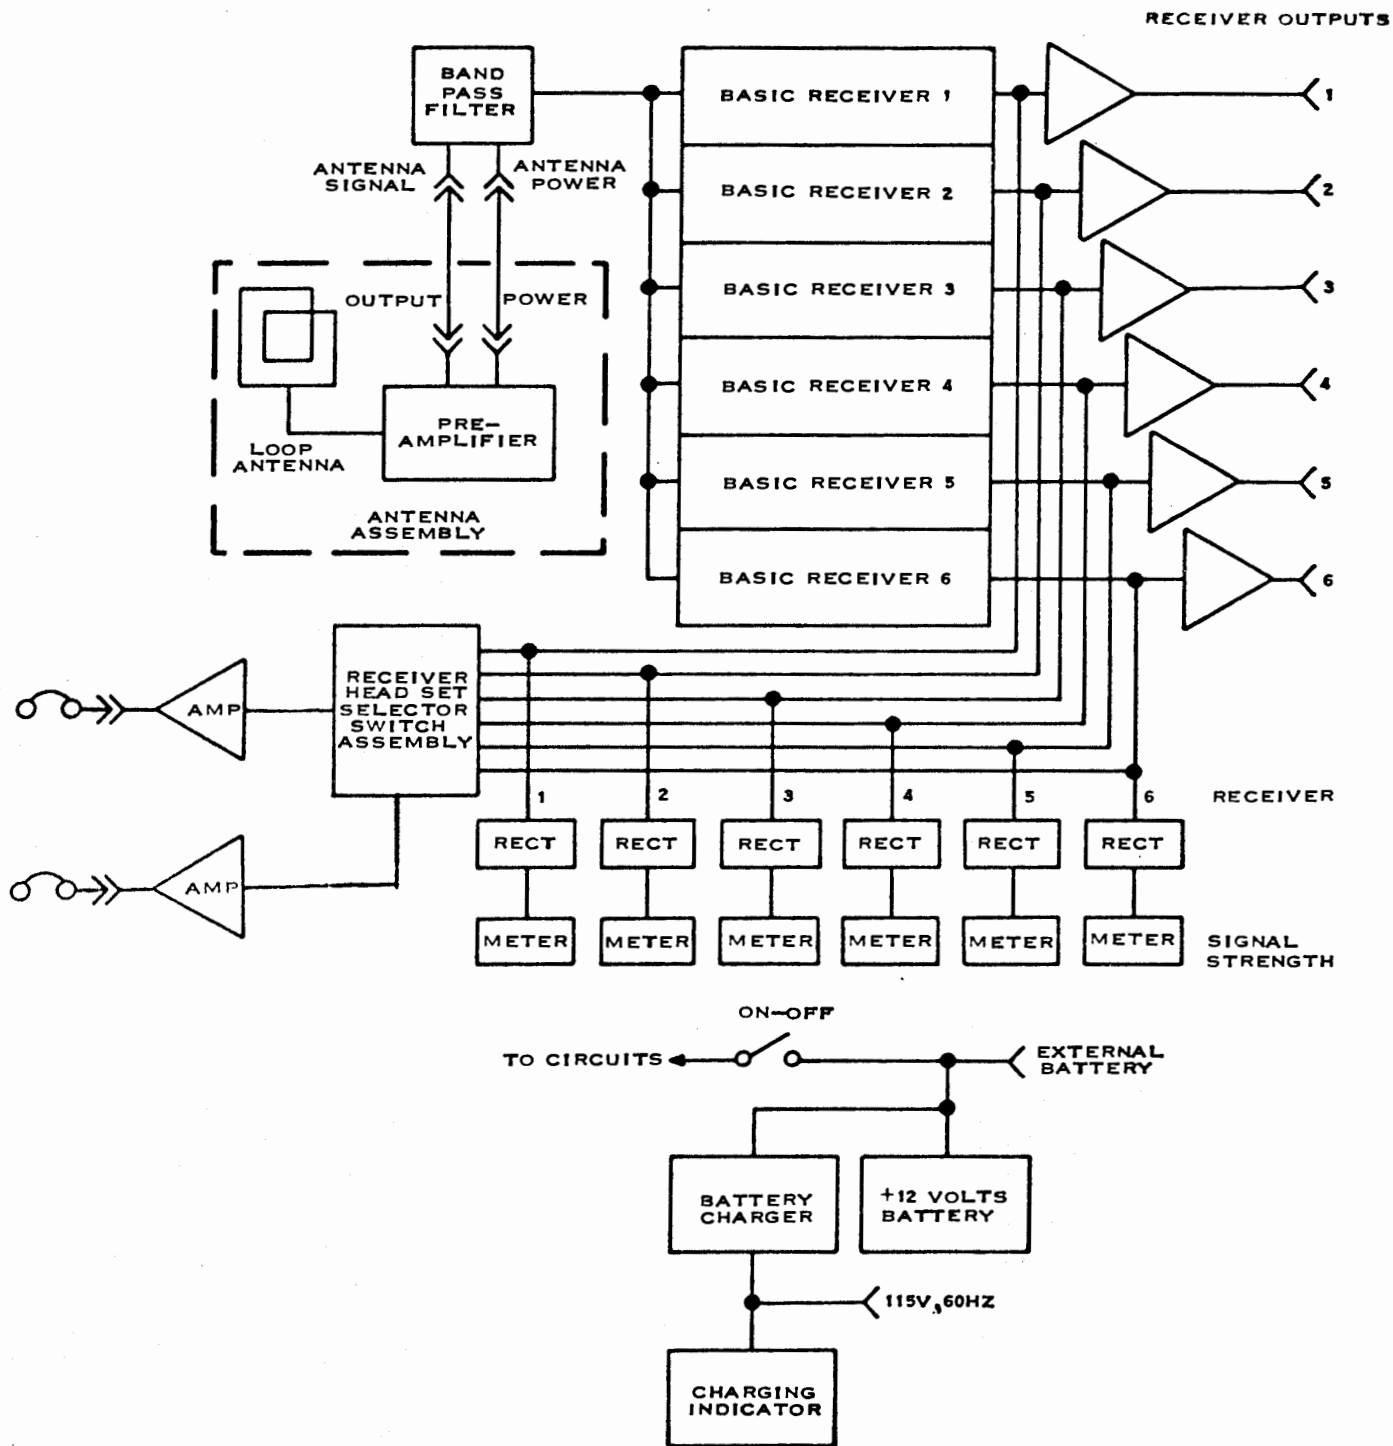 RECEIVER OUTPUTS
BAND
PASS
FILTER
BASIC RECEIVER 1
1
ANTENNA
SIGNAL
ANTENNA
POWER
BASIC RECEIVER 2
2
OUTPUT
POWER
BASIC RECEIVER 3
3
BASIC RECEIVER 4
4
PRE-
AMPLIFIER
LOOP
ANTENNA
BASIC RECEIVER 5
5
ANTENNA
ASSEMBLY
BASIC RECEIVER 6
6
RECEIVER
HEAD SET
SELECTOR
SWITCH
ASSEMBLY
AMP
1 2 3 4 5 6 RECEIVER
RECT RECT RECT RECT RECT RECT
AMP
METER METER METER METER METER METER
SIGNAL
STRENGTH
ON-OFF
TO CIRCUITS
EXTERNAL
BATTERY
BATTERY
CHARGER
+12 VOLTS
BATTERY
115V, 60HZ
CHARGING
INDICATOR